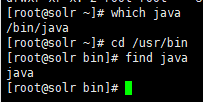 [root@solr ~]# which java
/bin/java
[root@solr ~]# cd /usr/bin
[root@solr bin]# find java
java
[root@solr bin]#